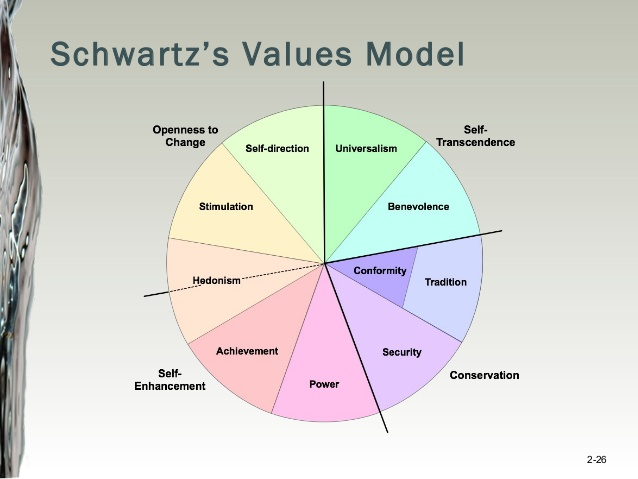 Schwartz’s Values Model
Openness to
Change
Self-
Transcendence
Self-direction
Universalism
Stimulation
Benevolence
Hedonism
Conformity
Tradition
Achievement
Security
Power
Self-
Enhancement
Conservation
2-26